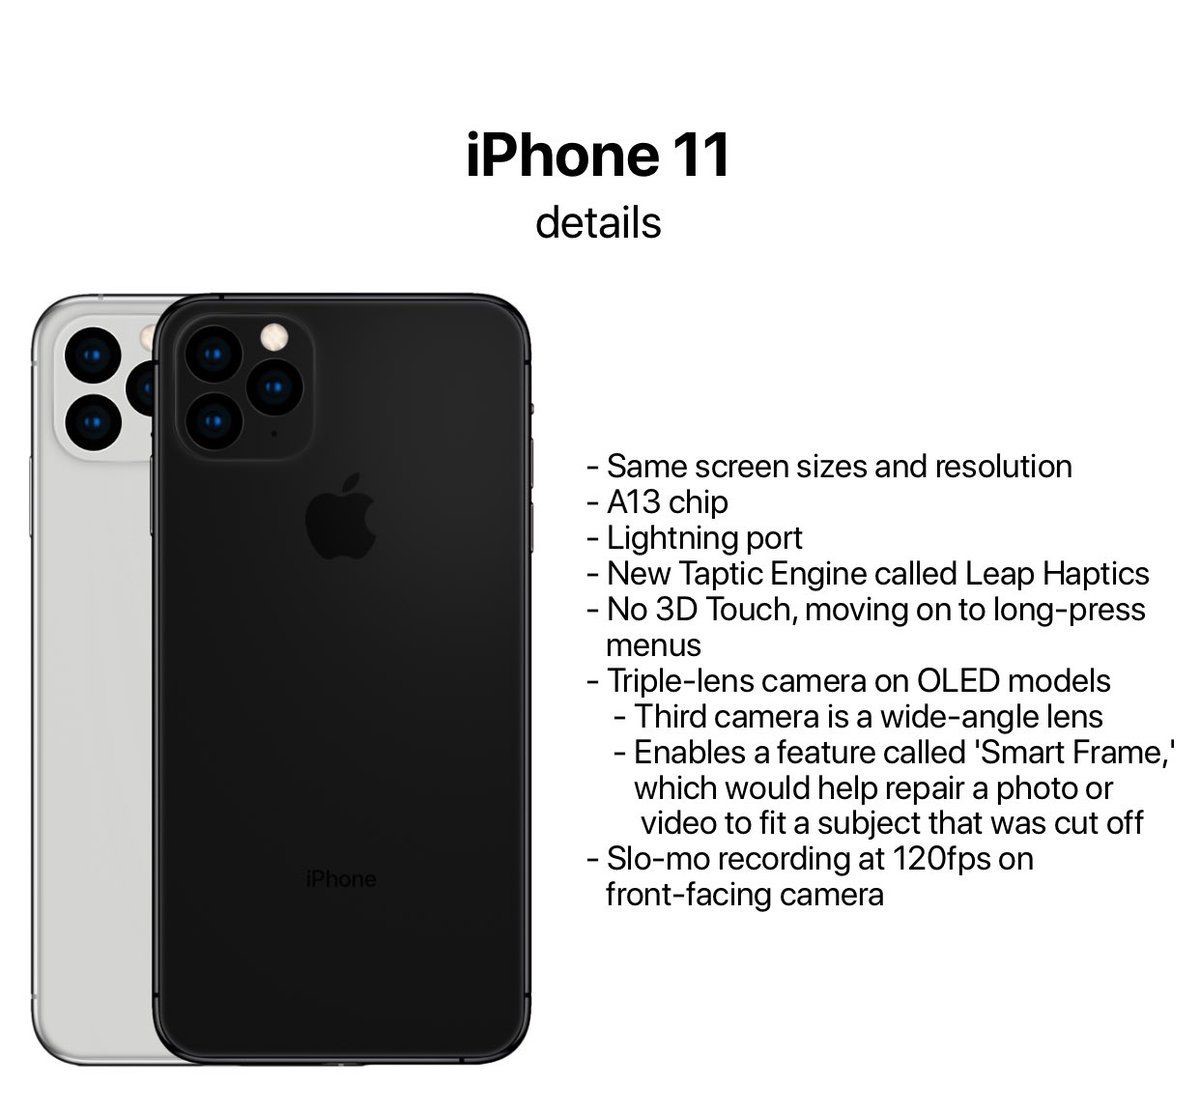 iPhone 11
details
- Same screen sizes and resolution
- A13 chip
- Lightning port
- New Taptic Engine called Leap Haptics
- No 3D Touch, moving on to long-press
menus
- Triple-lens camera on OLED models
- Third camera is a wide-angle lens
- Enables a feature called 'Smart Frame,'
which would help repair a photo or
video to fit a subject that was cut off
- Slo-mo recording at 120fps on
front-facing camera
iPhone